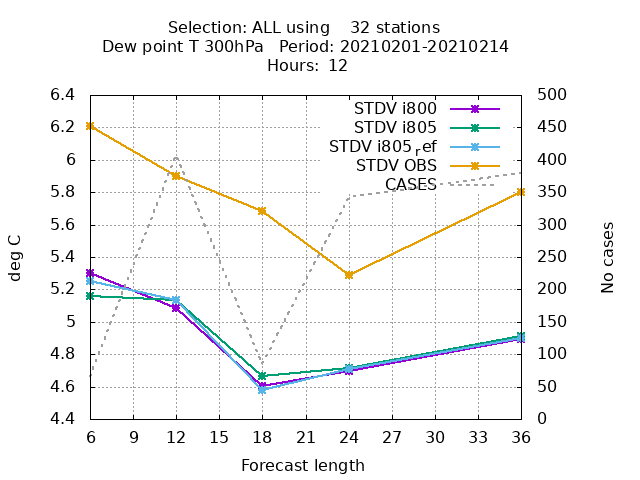 Selection: ALL using    32 stations
Dew point T 300hPa   Period: 20210201-20210214
Hours:  12
6.4
6.2
6
5.8
5.6
5.4
5.2
5
4.8
4.6
4.4
deg C
STDV i800
STDV i805
STDV i805ref
STDV OBS
CASES
500
450
400
350
300
250
200
150
100
50
0
No cases
6 9 12 15 18 21 24 27 30 33 36
Forecast length